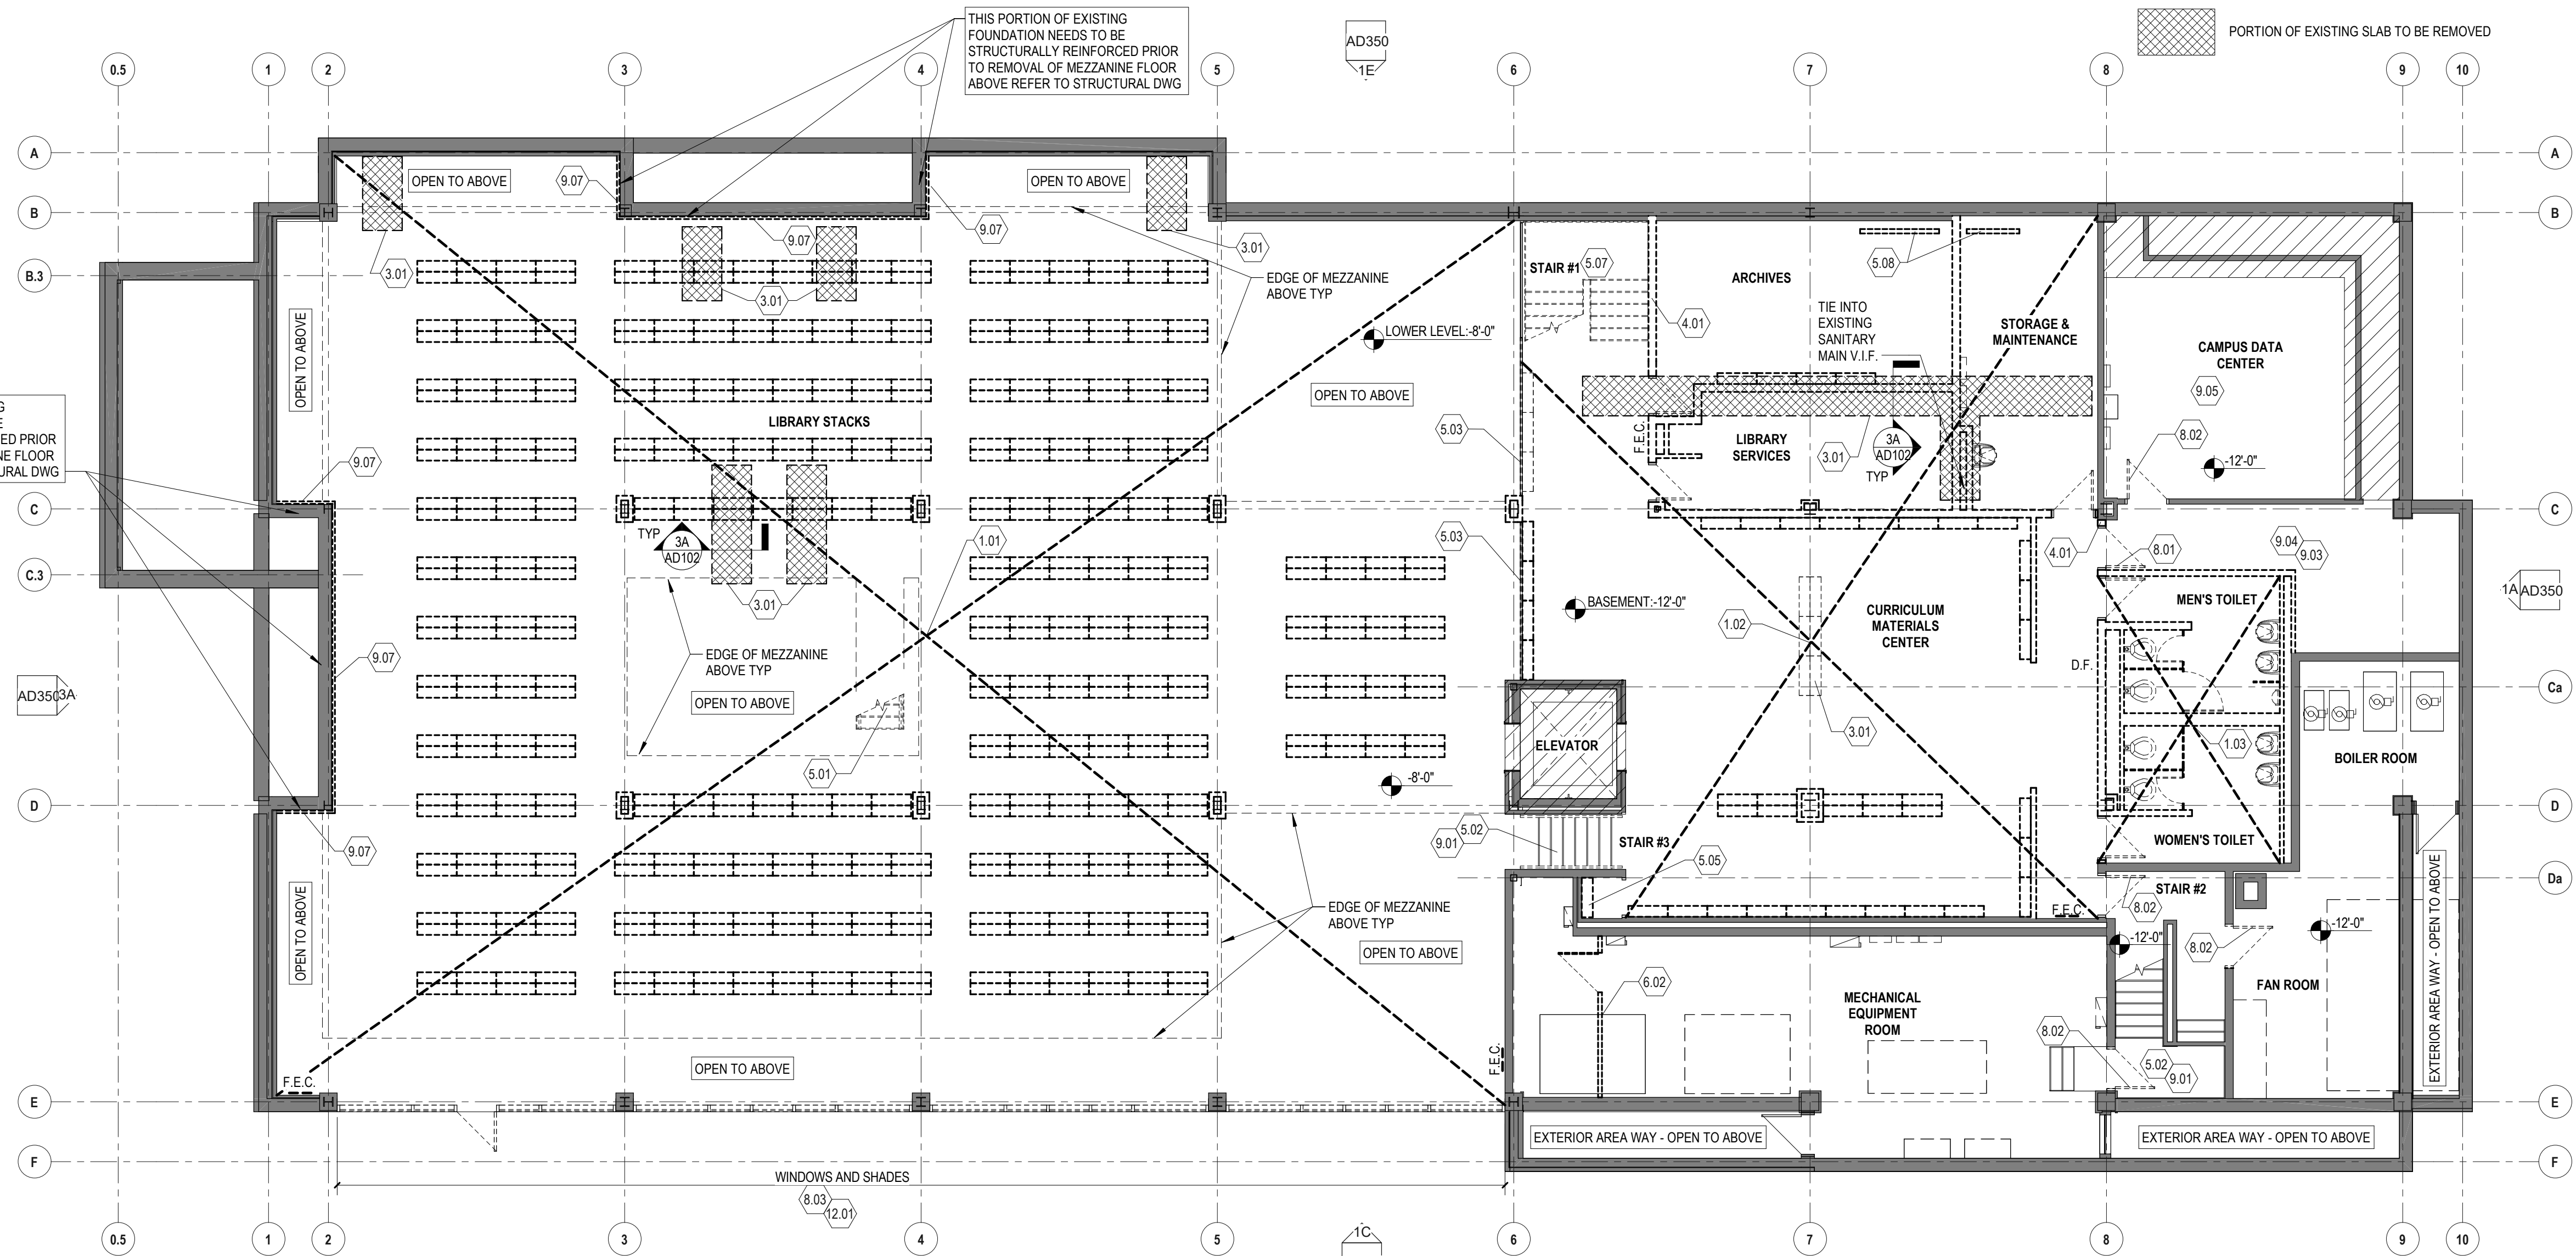 THIS PORTION OF EXISTING
FOUNDATION NEEDS TO BE
STRUCTURALLY REINFORCED PRIOR
TO REMOVAL OF MEZZANINE FLOOR
ABOVE REFER TO STRUCTURAL DWG
AD350
1E
PORTION OF EXISTING SLAB TO BE REMOVED
0.5
1
2
3
4
5
6
7
8
9
10
A
A
OPEN TO ABOVE
9.07
OPEN TO ABOVE
B
B
9.07
9.07
3.01
3.01
3.01
B.3
EDGE OF MEZZANINE
ABOVE TYP
STAIR #1
5.07
ARCHIVES
5.08
TIE INTO
EXISTING
SANITARY
MAIN V.I.F.
4.01
STORAGE &
MAINTENANCE
LOWER LEVEL:-8'-0"
OPEN TO ABOVE
OPEN TO ABOVE
CAMPUS DATA
CENTER
9.05
G
E
ED PRIOR
NE FLOOR
URAL DWG
LIBRARY STACKS
5.03
F.E.C.
LIBRARY
SERVICES
3.01
3A
AD102
TYP
8.02
-12'-0"
9.07
C
C
TYP
3A
AD102
1.01
5.03
4.01
8.01
9.04
9.03
C.3
3.01
BASEMENT:-12'-0"
1.02
CURRICULUM
MATERIALS
CENTER
MEN'S TOILET
1A
AD350
9.07
EDGE OF MEZZANINE
ABOVE TYP
OPEN TO ABOVE
D.F.
AD350
3A
Ca
5.01
-8'-0"
ELEVATOR
3.01
1.03
BOILER ROOM
D
D
9.07
9.01
5.02
STAIR #3
5.05
WOMEN'S TOILET
STAIR #2
Da
EXTERIOR AREA WAY - OPEN TO ABOVE
OPEN TO ABOVE
EDGE OF MEZZANINE
ABOVE TYP
OPEN TO ABOVE
F.E.C.
8.02
-12'-0"
8.02
-12'-0"
6.02
MECHANICAL
EQUIPMENT
ROOM
FAN ROOM
8.02
5.02
9.01
OPEN TO ABOVE
F.E.C.
F.E.C.
E
E
EXTERIOR AREA WAY - OPEN TO ABOVE
EXTERIOR AREA WAY - OPEN TO ABOVE
F
F
WINDOWS AND SHADES
8.03
12.01
0.5
1
2
3
4
5
1C
6
7
8
9
10